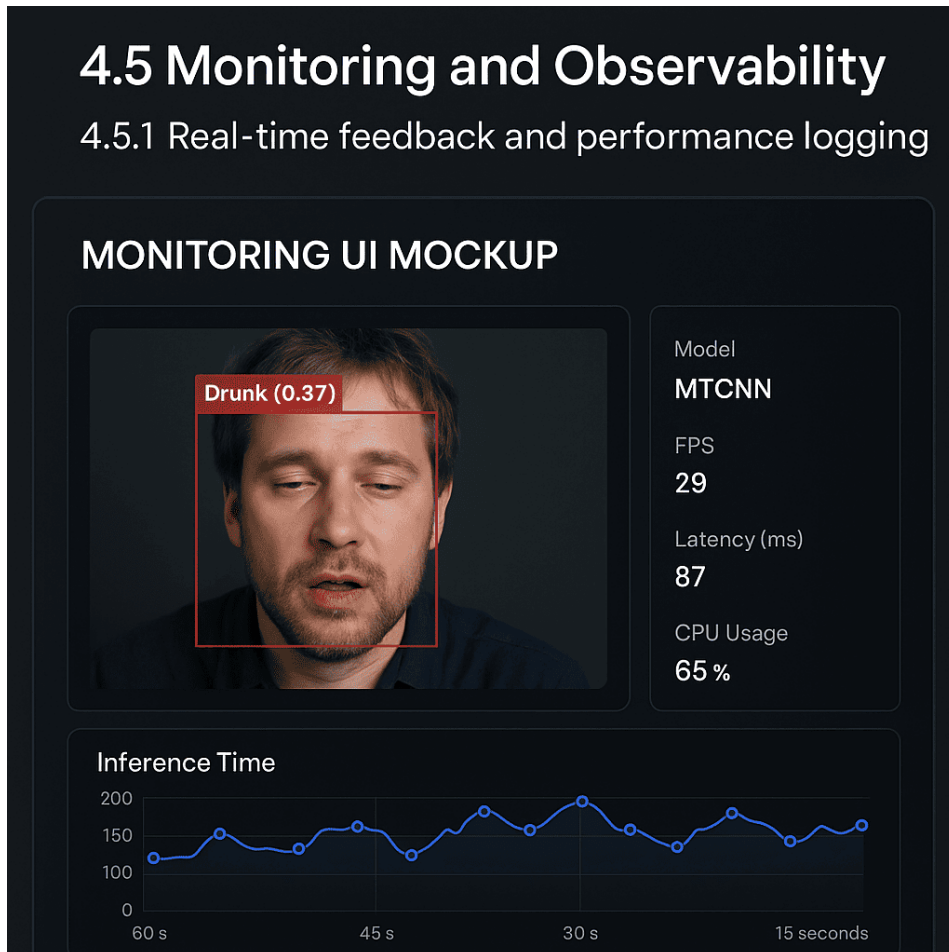 4.5 Monitoring and Observability
4.5.1 Real-time feedback and performance logging
MONITORING UI MOCKUP
Drunk (0.37)
Model
MTCNN
FPS
29
Latency (ms)
87
CPU Usage
65 %
Inference Time
200
150
100
0
60 s 45 s 30 s 15 seconds